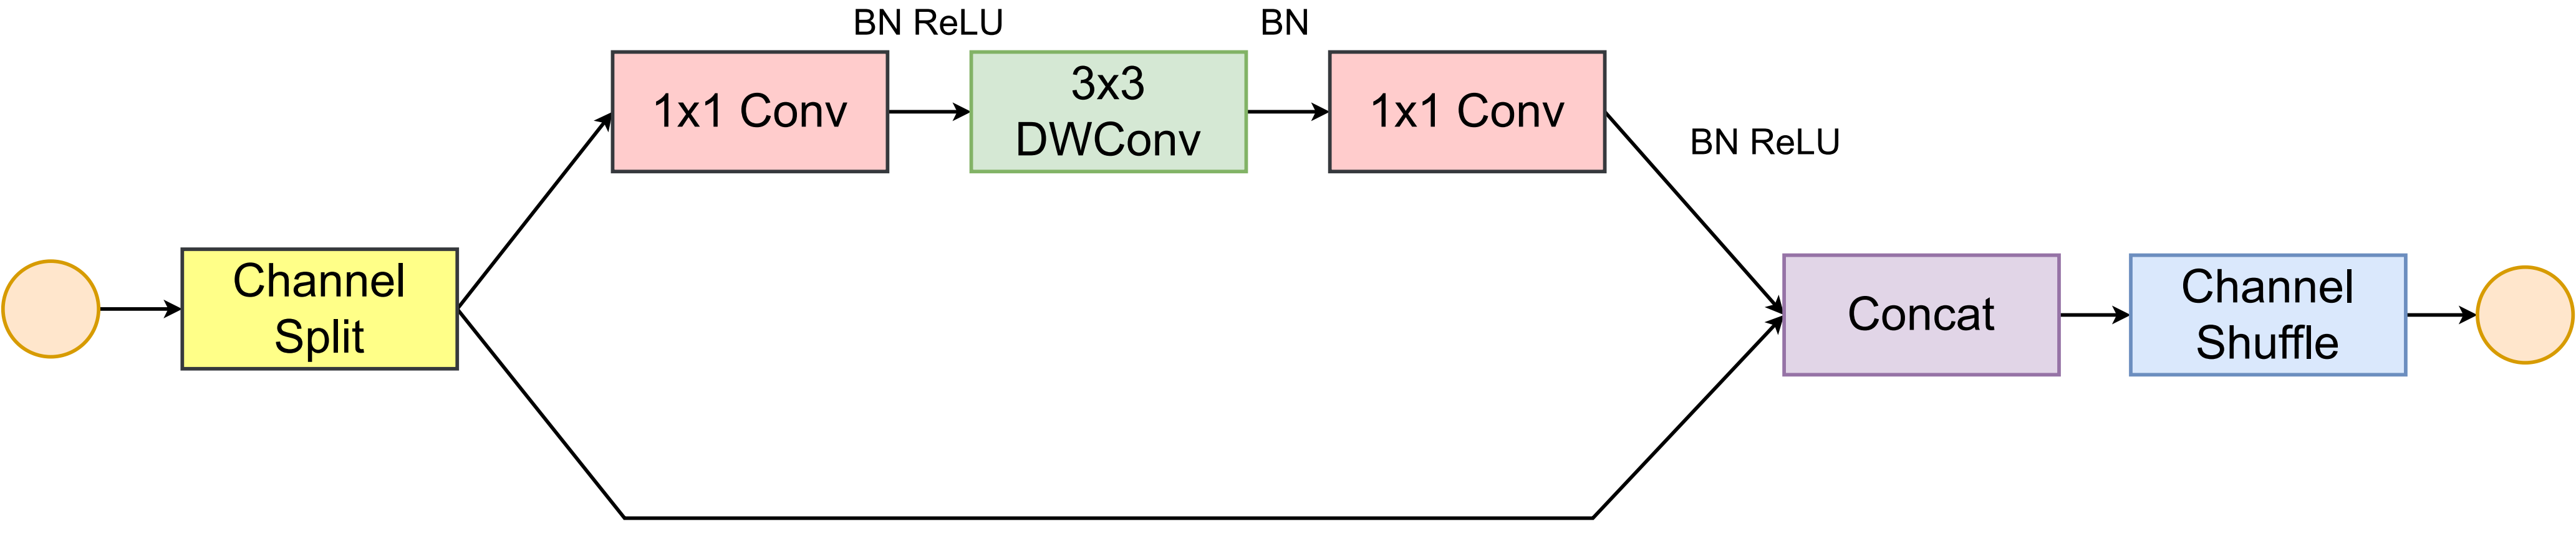 BN ReLU
BN
1x1 Conv
3x3
DWConv
1x1 Conv
BN ReLU
Channel
Split
Concat
Channel
Shuffle